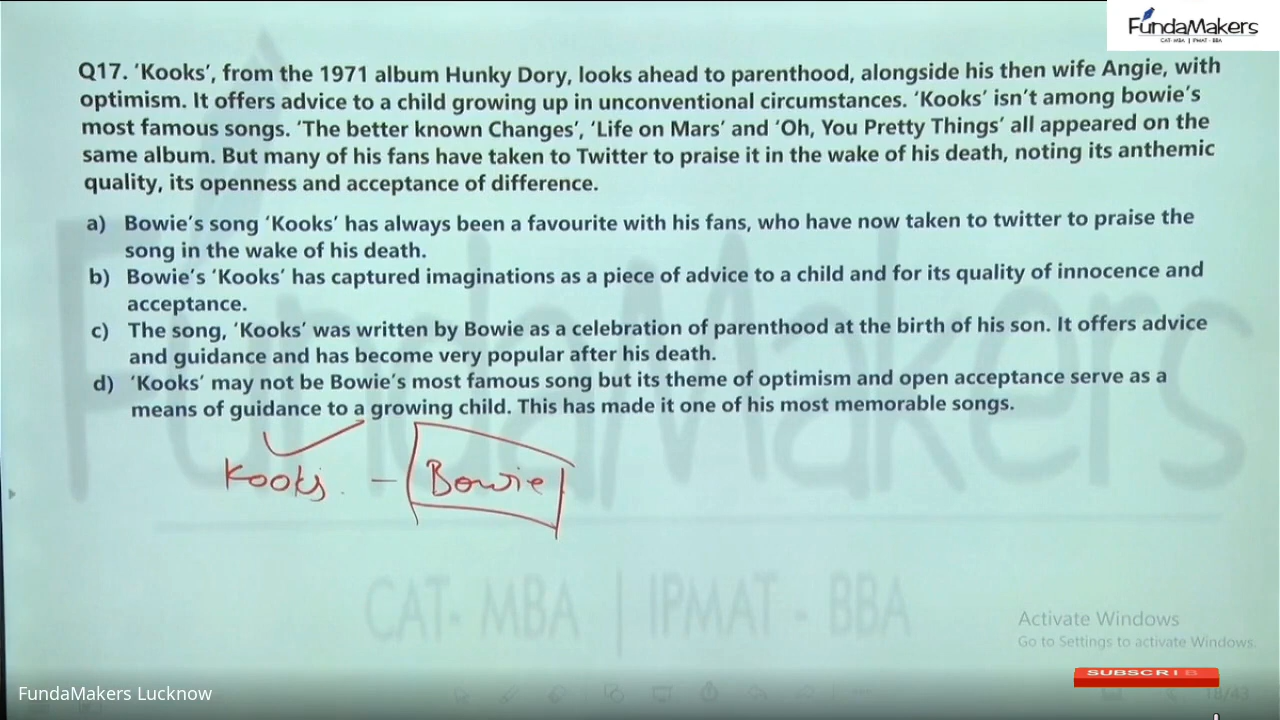 FundaMakers
CAT- MBA | IPMAT - BBA
Q17. ‘Kooks’, from the 1971 album Hunky Dory, looks ahead to parenthood, alongside his then wife Angie, with
optimism. It offers advice to a child growing up in unconventional circumstances. ‘Kooks’ isn’t among bowie’s
most famous songs. ‘The better known Changes’, ‘Life on Mars’ and ‘Oh, You Pretty Things’ all appeared on the
same album. But many of his fans have taken to Twitter to praise it in the wake of his death, noting its anthemic
quality, its openness and acceptance of difference.
a) Bowie’s song ‘Kooks’ has always been a favourite with his fans, who have now taken to twitter to praise the
song in the wake of his death.
b) Bowie’s ‘Kooks’ has captured imaginations as a piece of advice to a child and for its quality of innocence and
acceptance.
c) The song, ‘Kooks’ was written by Bowie as a celebration of parenthood at the birth of his son. It offers advice
and guidance and has become very popular after his death.
d) ‘Kooks’ may not be Bowie’s most famous song but its theme of optimism and open acceptance serve as a
means of guidance to a growing child. This has made it one of his most memorable songs.
Kooks - Bowie
FundaMakers
CAT- MBA | IPMAT - BBA
Activate Windows
Go to Settings to activate Windows.
SUBSCRIB
FundaMakers Lucknow
18/43